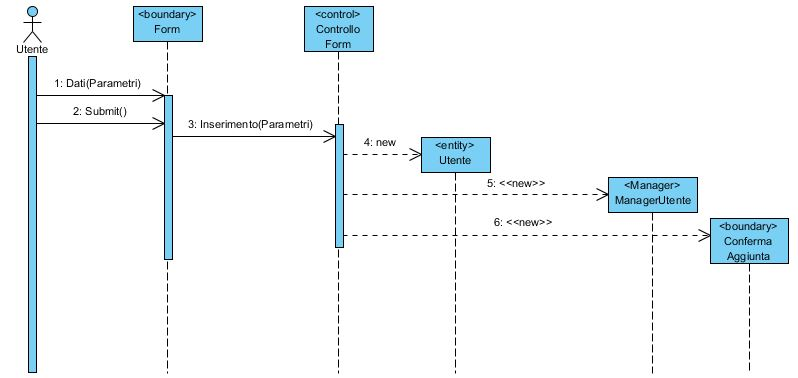 <boundary>
Form
<control>
Controllo
Form
Utente
1: Dati(Parametri)
2: Submit()
3: Inserimento(Parametri)
4: new
<entity>
Utente
5: <<new>>
<Manager>
ManagerUtente
6: <<new>>
<boundary>
Conferma
Aggiunta